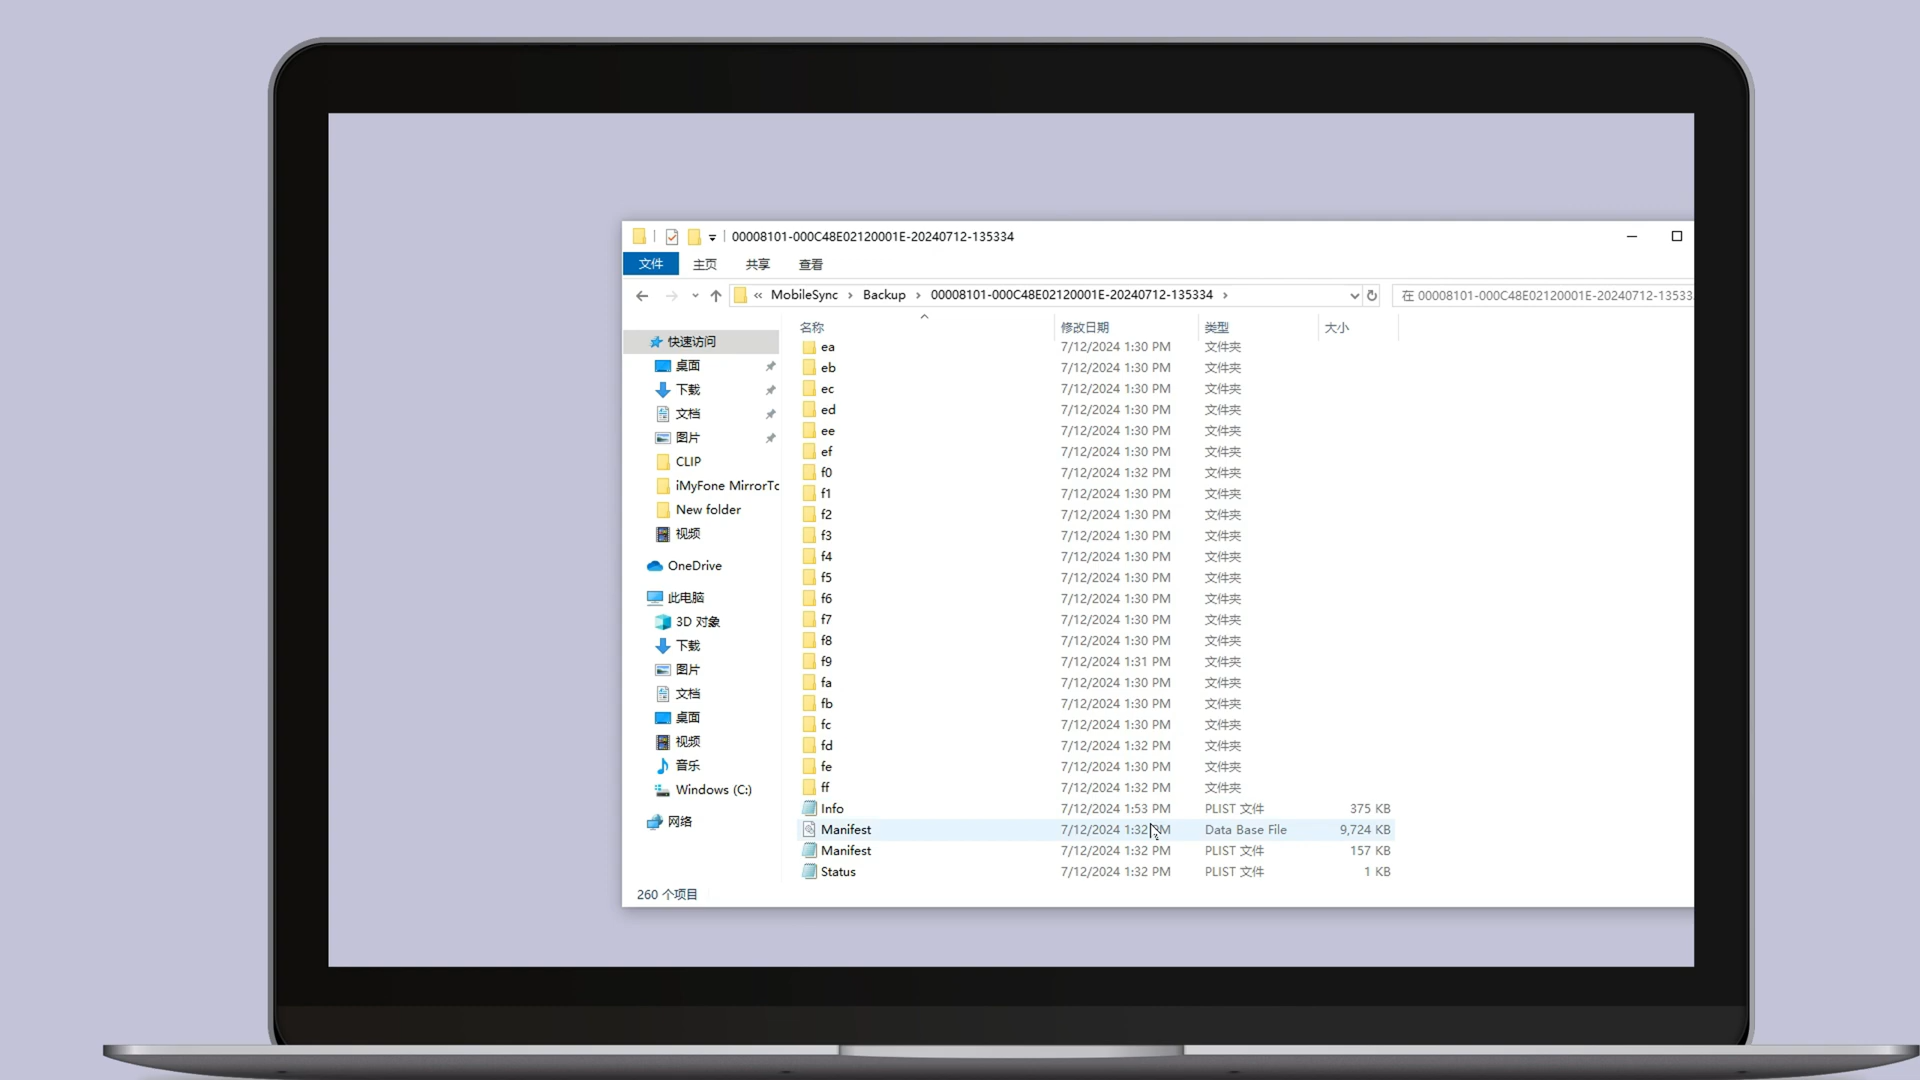 00008101-000C48E02120001E-20240712-135334
文件 主页 共享 查看
« MobileSync › Backup › 00008101-000C48E02120001E-20240712-135334 ›
在 00008101-000C48E02120001E-20240712-13533
名称 修改日期 类型 大小
快速访问
桌面
下载
文档
图片
CLIP
iMyFone MirrorTo
New folder
视频
OneDrive
此电脑
3D 对象
下载
图片
文档
桌面
视频
音乐
Windows (C:)
网络
ea 7/12/2024 1:30 PM 文件夹
eb 7/12/2024 1:30 PM 文件夹
ec 7/12/2024 1:30 PM 文件夹
ed 7/12/2024 1:30 PM 文件夹
ee 7/12/2024 1:30 PM 文件夹
ef 7/12/2024 1:30 PM 文件夹
f0 7/12/2024 1:32 PM 文件夹
f1 7/12/2024 1:30 PM 文件夹
f2 7/12/2024 1:30 PM 文件夹
f3 7/12/2024 1:30 PM 文件夹
f4 7/12/2024 1:30 PM 文件夹
f5 7/12/2024 1:30 PM 文件夹
f6 7/12/2024 1:30 PM 文件夹
f7 7/12/2024 1:30 PM 文件夹
f8 7/12/2024 1:30 PM 文件夹
f9 7/12/2024 1:31 PM 文件夹
fa 7/12/2024 1:30 PM 文件夹
fb 7/12/2024 1:30 PM 文件夹
fc 7/12/2024 1:30 PM 文件夹
fd 7/12/2024 1:32 PM 文件夹
fe 7/12/2024 1:30 PM 文件夹
ff 7/12/2024 1:32 PM 文件夹
Info 7/12/2024 1:53 PM PLIST 文件 375 KB
Manifest 7/12/2024 1:32 PM Data Base File 9,724 KB
Manifest 7/12/2024 1:32 PM PLIST 文件 157 KB
Status 7/12/2024 1:32 PM PLIST 文件 1 KB
260 个项目